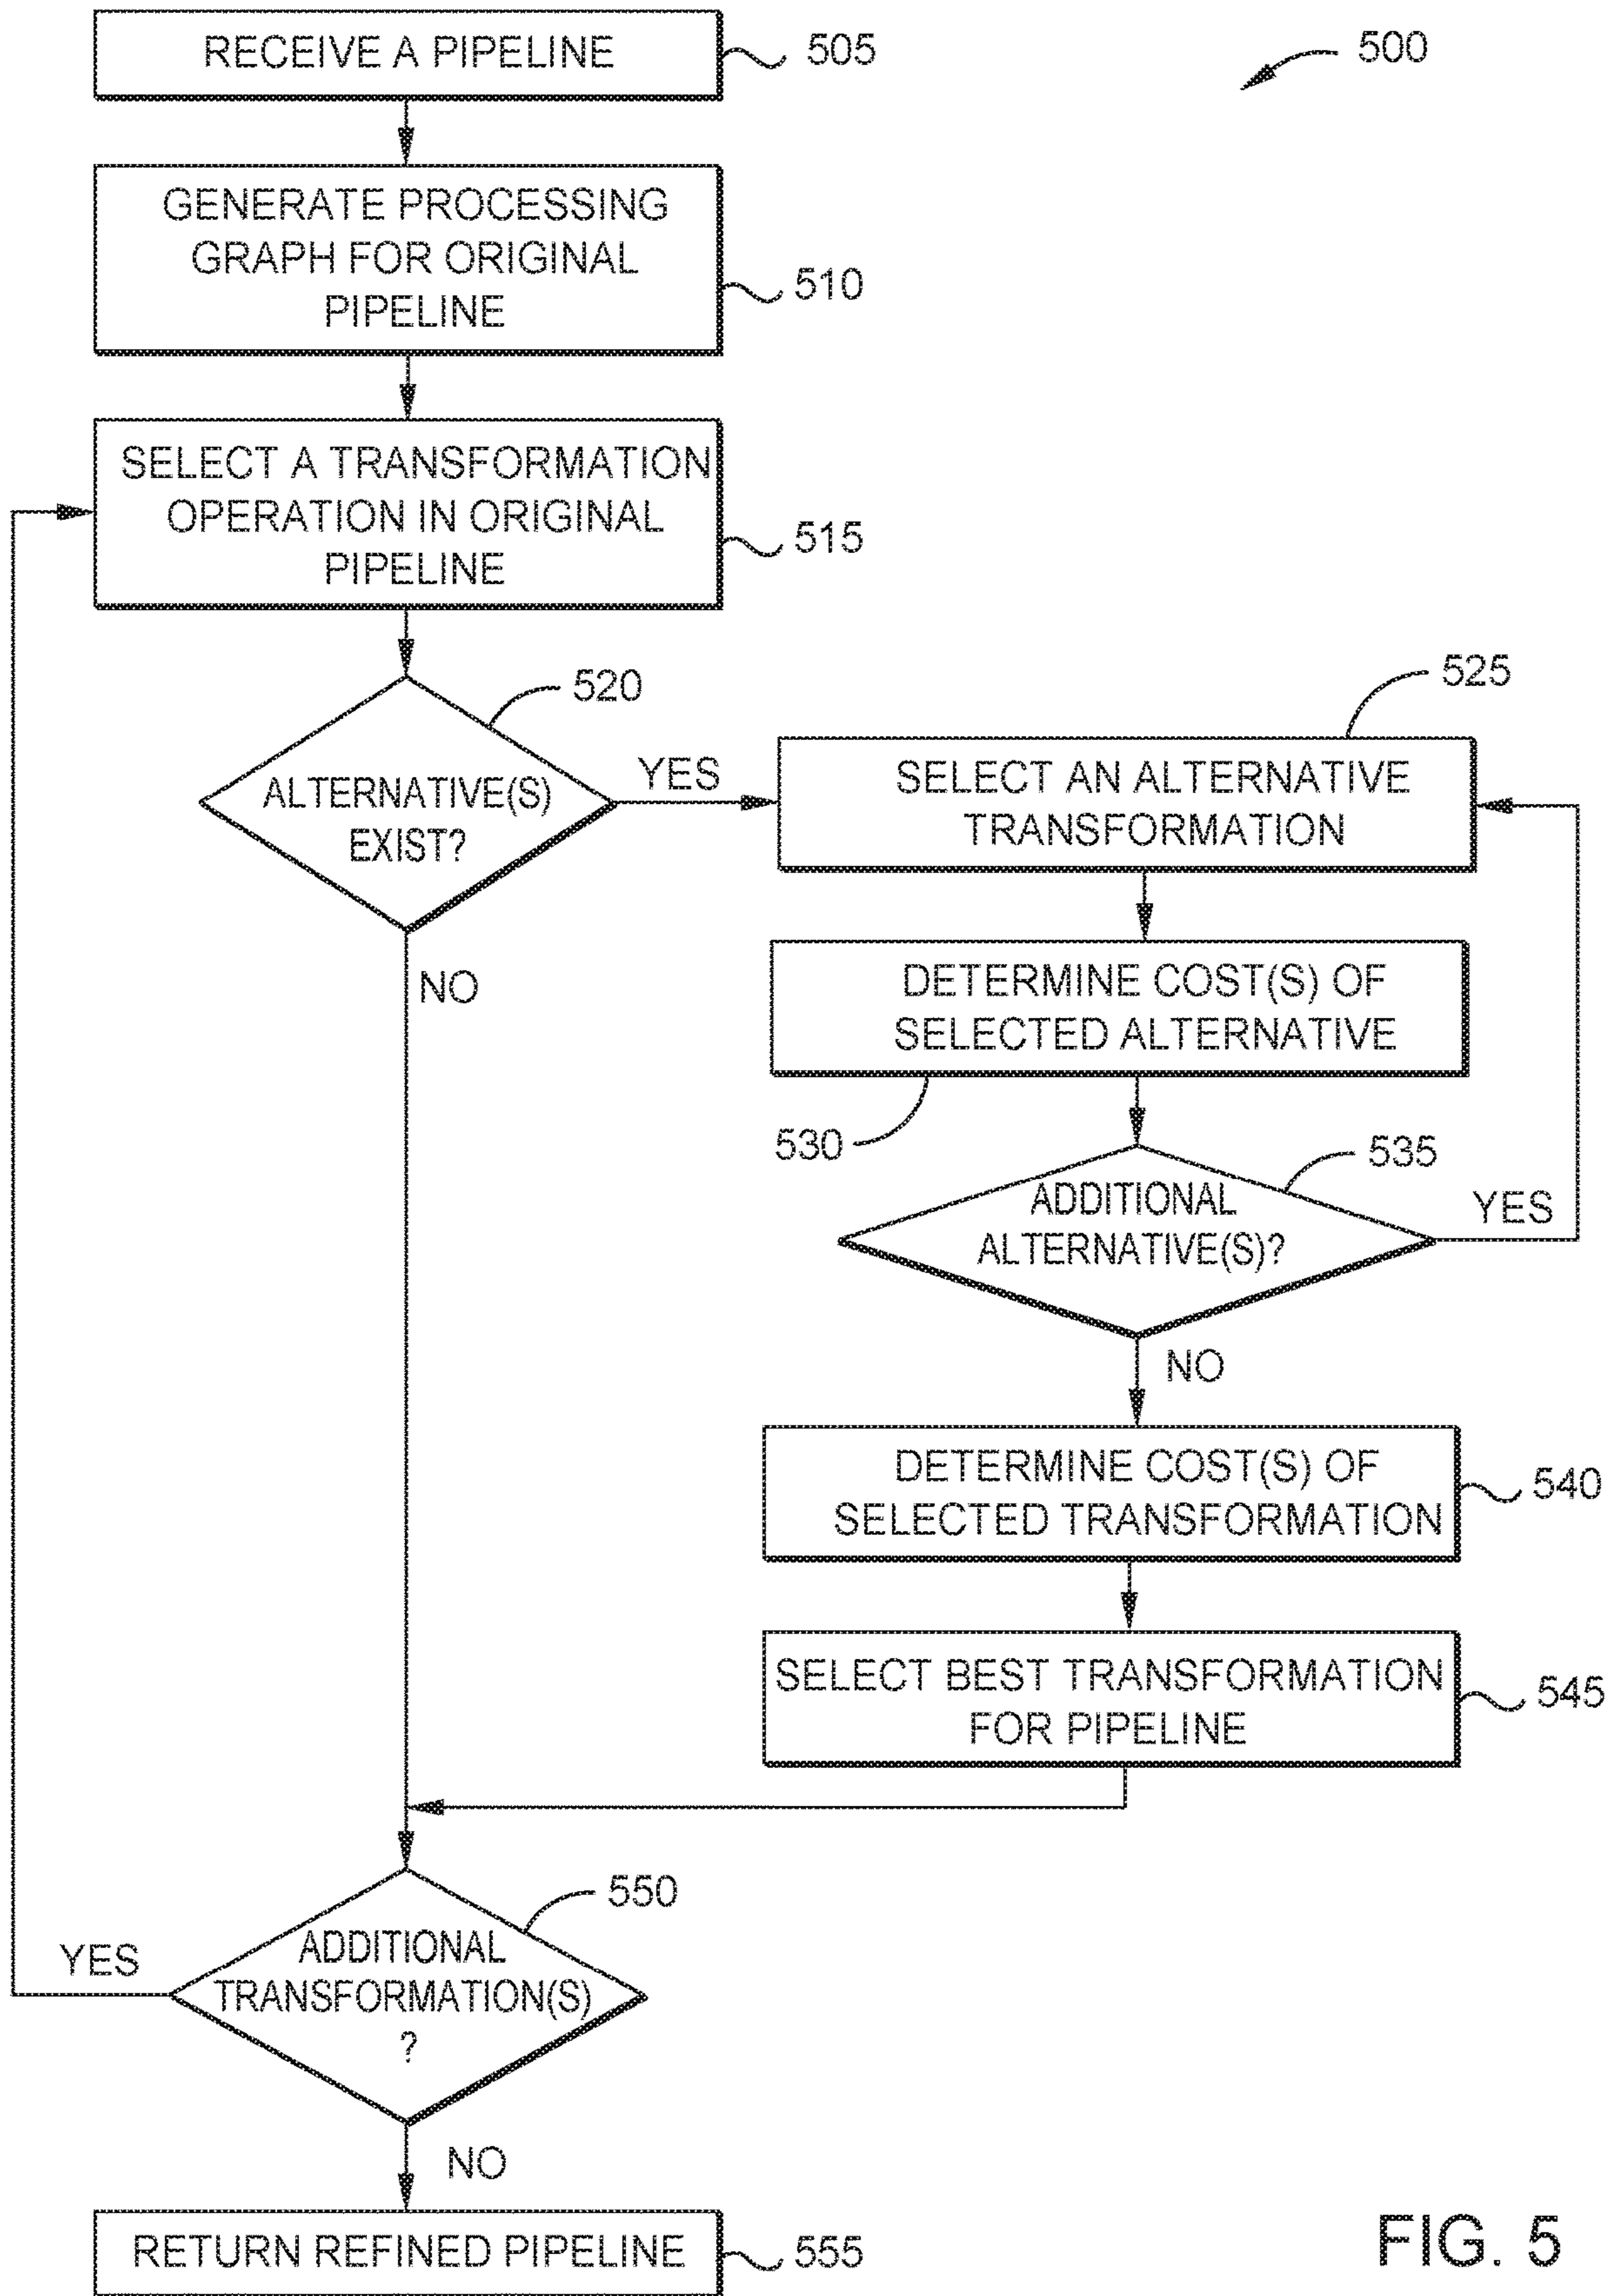 RECEIVE A PIPELINE
505
500
GENERATE PROCESSING
GRAPH FOR ORIGINAL
PIPELINE
510
SELECT A TRANSFORMATION
OPERATION IN ORIGINAL
PIPELINE
515
520
ALTERNATIVE(S)
EXIST?
YES
NO
525
SELECT AN ALTERNATIVE
TRANSFORMATION
DETERMINE COST(S) OF
SELECTED ALTERNATIVE
530
535
ADDITIONAL
ALTERNATIVE(S)?
YES
NO
DETERMINE COST(S) OF
SELECTED TRANSFORMATION
540
SELECT BEST TRANSFORMATION
FOR PIPELINE
545
550
ADDITIONAL
TRANSFORMATION(S)
?
YES
NO
RETURN REFINED PIPELINE
555
FIG. 5